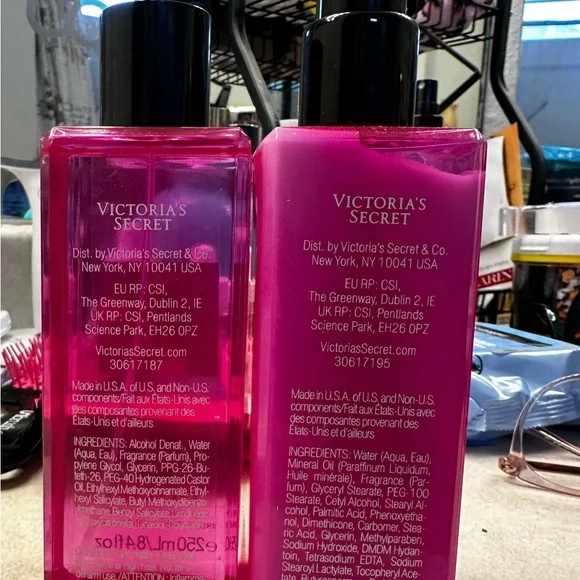 VICTORIA'S
SECRET
Dist. by Victoria's Secret & Co.
New York, NY 10041 USA
EU RP: CSI,
The Greenway, Dublin 2, IE
UK RP: CSI, Pentlands
Science Park, EH26 0PZ
VictoriasSecret.com
30617187
Made in U.S.A. of U.S. and Non-U.S.
components/Fait aux États-Unis avec
des composantes provenant des
États-Unis et d'ailleurs
INGREDIENTS: Alcohol Denat., Water
(Aqua, Eau), Fragrance (Parfum), Pro-
pylene Glycol, Glycerin, PPG-26-Bu-
teth-26, PEG-40 Hydrogenated Castor
Oil, Ethylhexyl Methoxycinnamate, Ethyl-
hexyl Salicylate, Butyl Methoxydibenzo
ylmethane, Benzyl Salicylate,
e250mL/8.4floz
VICTORIA'S
SECRET
Dist. by Victoria's Secret & Co.
New York, NY 10041 USA
EU RP: CSI,
The Greenway, Dublin 2, IE
UK RP: CSI, Pentlands
Science Park, EH26 0PZ
VictoriasSecret.com
30617195
Made in U.S.A. of U.S. and Non-U.S.
components/Fait aux États-Unis avec
des composantes provenant des
États-Unis et d'ailleurs
INGREDIENTS: Water (Aqua, Eau),
Mineral Oil (Paraffinum Liquidum,
Huile minérale), Fragrance (Par-
fum), Glyceryl Stearate, PEG-100
Stearate, Cetyl Alcohol, Stearyl Al-
cohol, Palmitic Acid, Phenoxyetha-
nol, Dimethicone, Carbomer, Stea-
ric Acid, Glycerin, Methylparaben,
Sodium Hydroxide, DMDM Hydan-
toin, Tetrasodium EDTA, Sodium
Stearoyl Lactylate, Tocopheryl Ace-